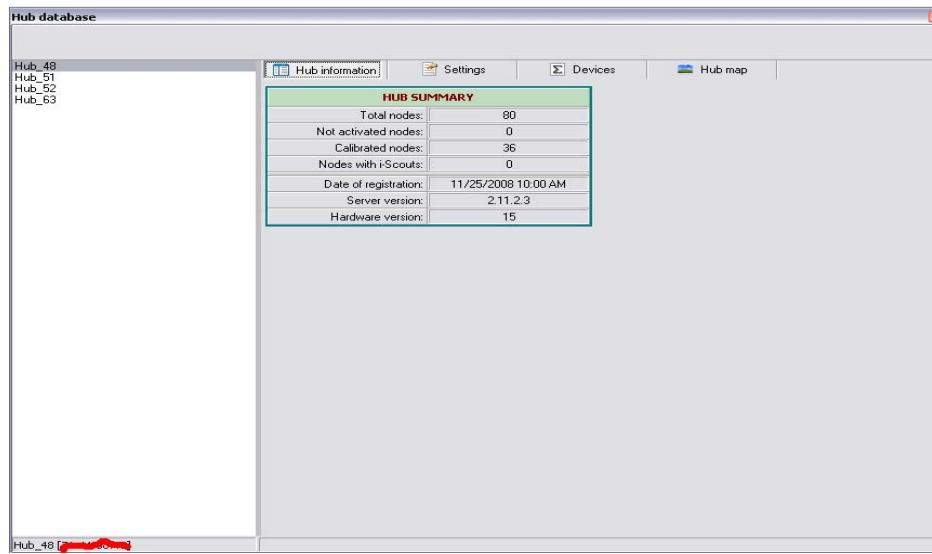 Hub database
Hub_48
Hub_51
Hub_52
Hub_63
Hub information Settings Σ Devices Hub map
HUB SUMMARY
Total nodes: 80
Not activated nodes: 0
Calibrated nodes: 36
Nodes with i-Scouts: 0
Date of registration: 11/25/2008 10:00 AM
Server version: 2.11.2.3
Hardware version: 15
Hub_48